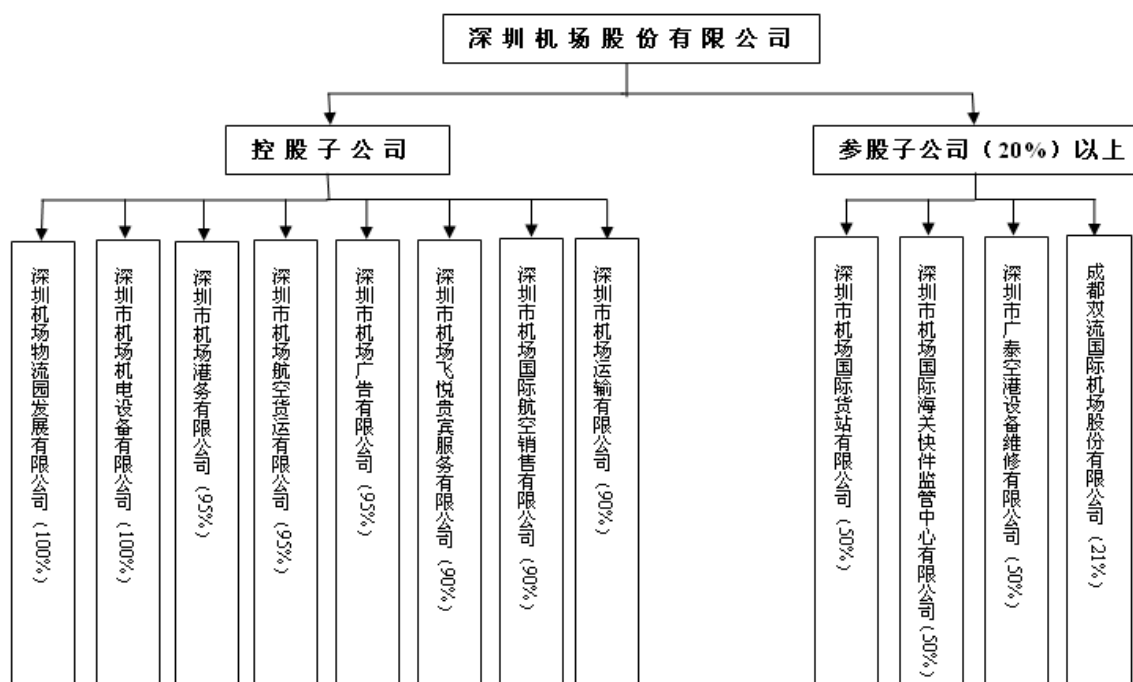 深圳机场股份有限公司
控股子公司
参股子公司（20%）以上
深圳机场物流园发展有限公司（100%）
深圳市机场机电设备有限公司（100%）
深圳市机场港务有限公司（95%）
深圳市机场航空货运有限公司（95%）
深圳市机场广告有限公司（95%）
深圳市机场飞悦贵宾服务有限公司（90%）
深圳市机场国际航空销售有限公司（90%）
深圳市机场运输有限公司（90%）
深圳市机场国际货站有限公司（50%）
深圳市机场国际海关快件监管中心有限公司（50%）
深圳市广泰空港设备维修有限公司（50%）
成都双流国际机场股份有限公司（21%）